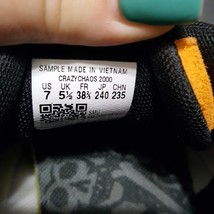 SAMPLE MADE IN VIETNAM
CRAZYCHAOS 2000
US UK FR JP CHN
7 5½ 38⅔ 240 235